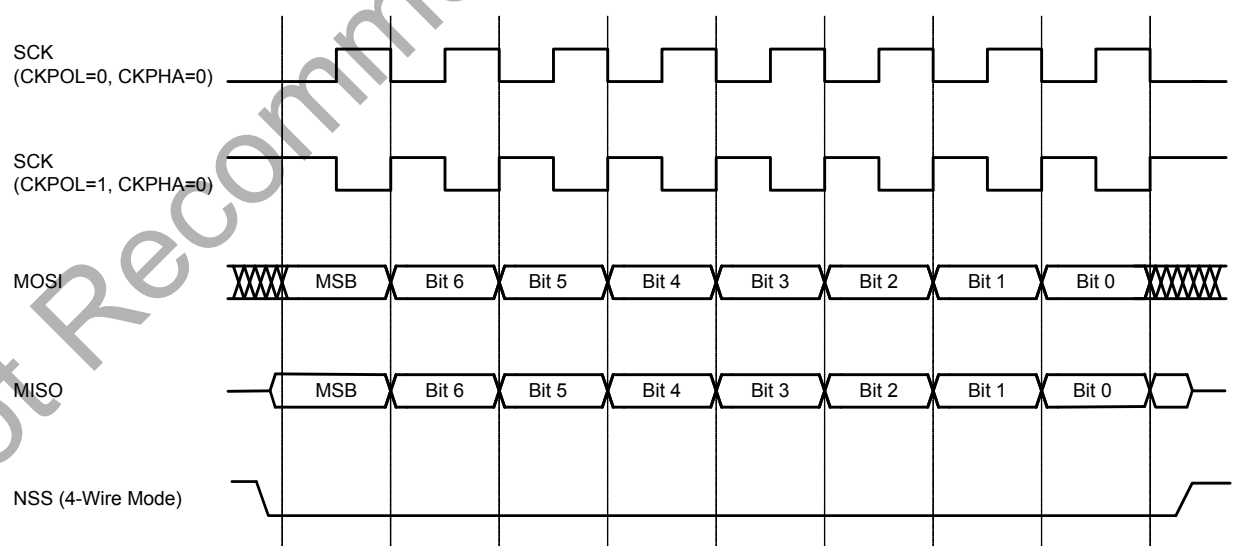 SCK
(CKPOL=0, CKPHA=0)
SCK
(CKPOL=1, CKPHA=0)
MOSI
MSB Bit 6 Bit 5 Bit 4 Bit 3 Bit 2 Bit 1 Bit 0
MISO
MSB Bit 6 Bit 5 Bit 4 Bit 3 Bit 2 Bit 1 Bit 0
NSS (4-Wire Mode)
ot Recomme